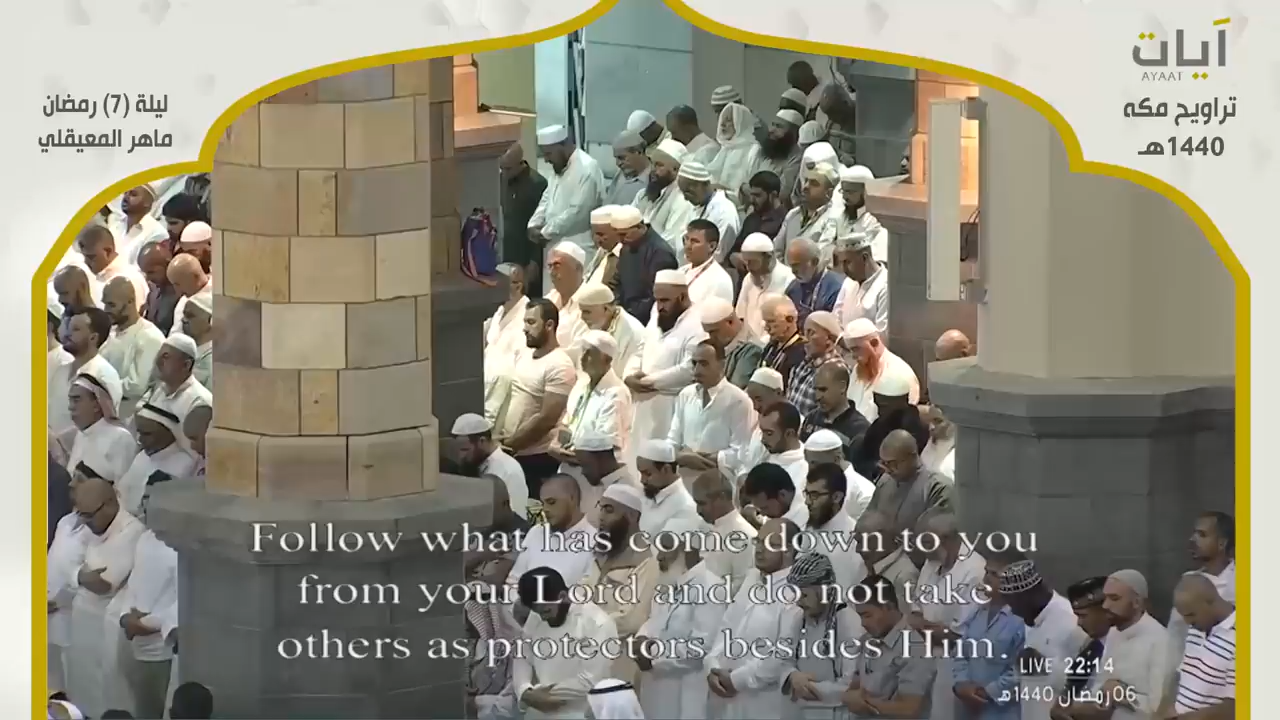 آيات
AYAAT
تراويح مكه
1440هـ
ليلة (7) رمضان
ماهر المعيقلي
Follow what has come down to you
from your Lord and do not take
others as protectors besides Him.
LIVE 22:14
06رمضان 1440هـ